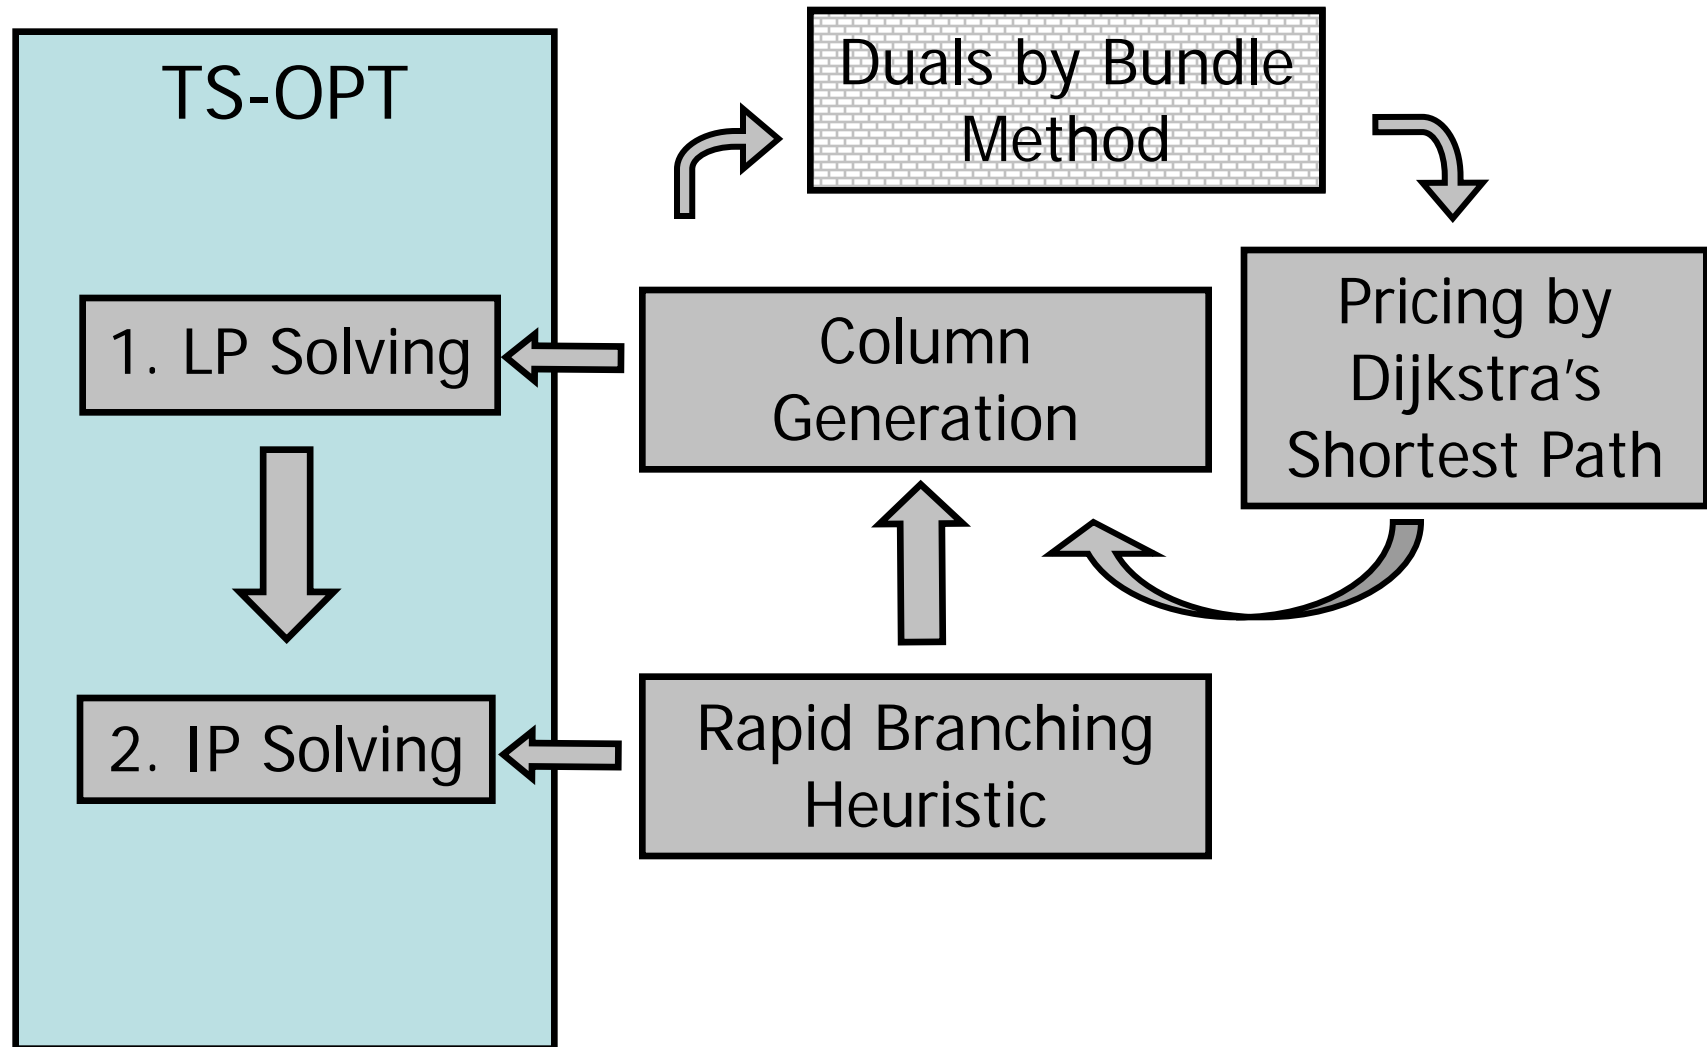 TS-OPT
Duals by Bundle
Method
1. LP Solving
Column
Generation
Pricing by
Dijkstra's
Shortest Path
2. IP Solving
Rapid Branching
Heuristic